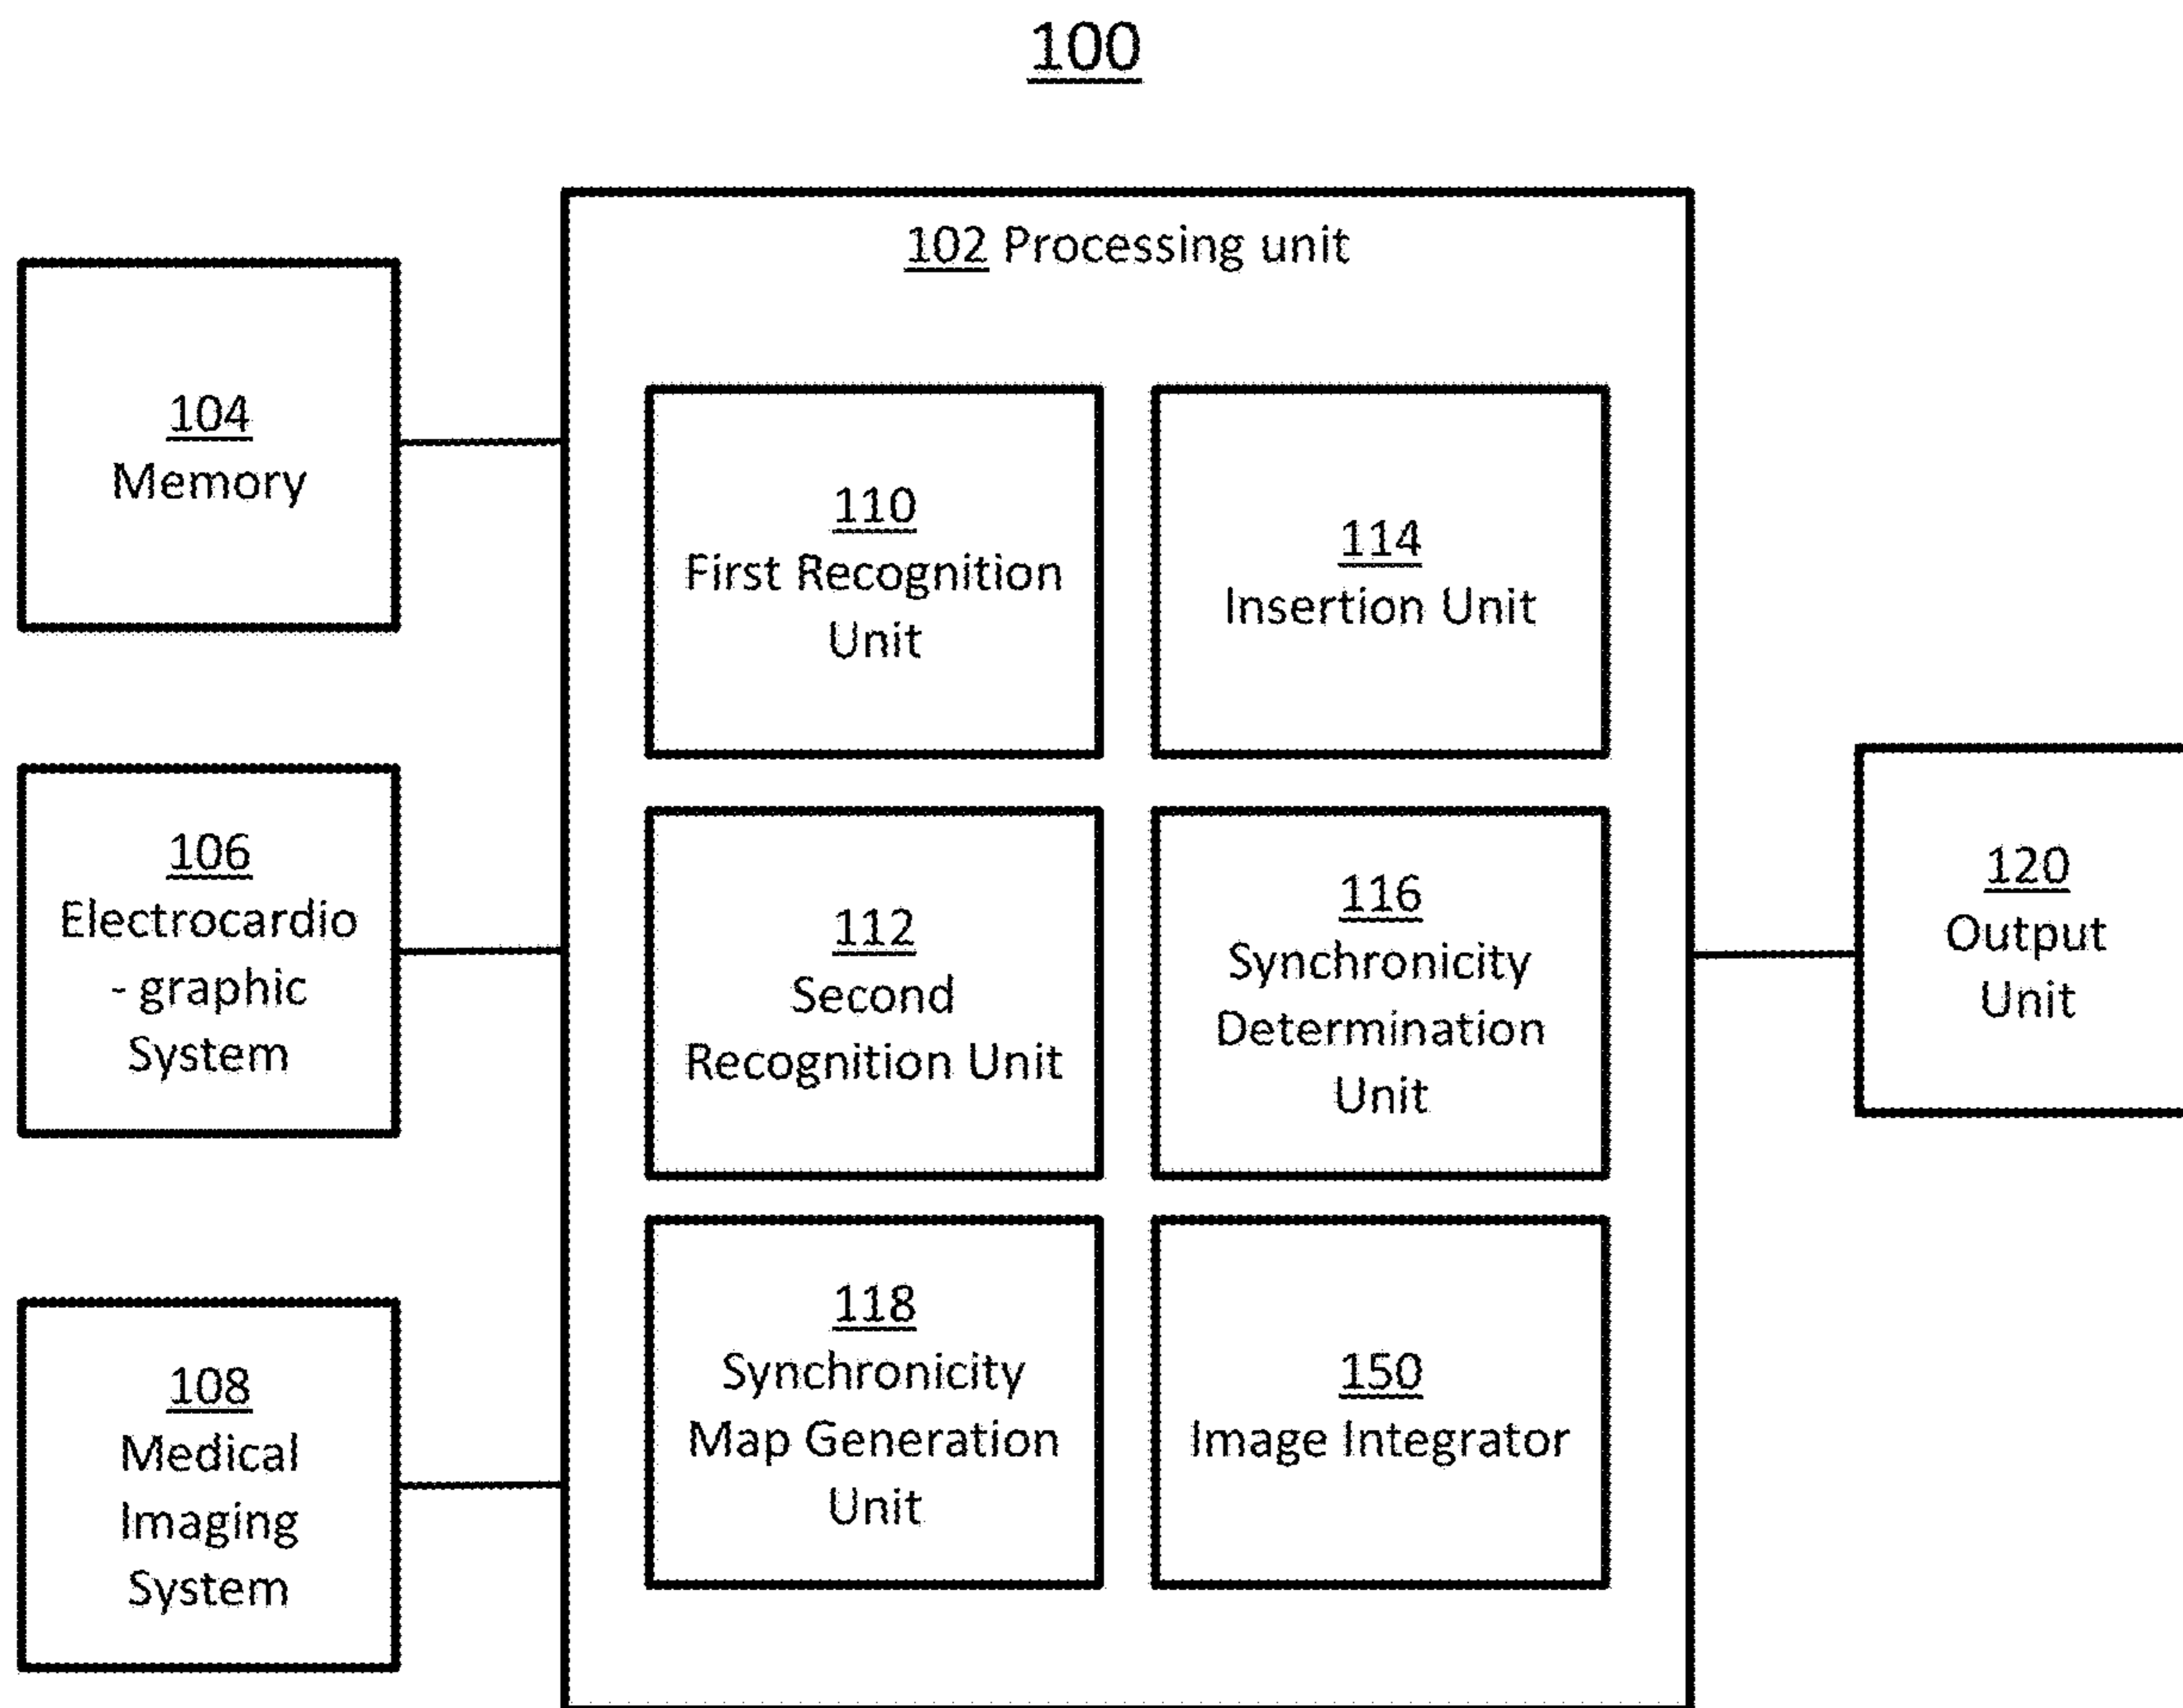 100
102 Processing unit
104
Memory
106
Electrocardio
- graphic
System
108
Medical
Imaging
System
110
First Recognition
Unit
114
Insertion Unit
112
Second
Recognition Unit
116
Synchronicity
Determination
Unit
118
Synchronicity
Map Generation
Unit
150
Image Integrator
120
Output
Unit